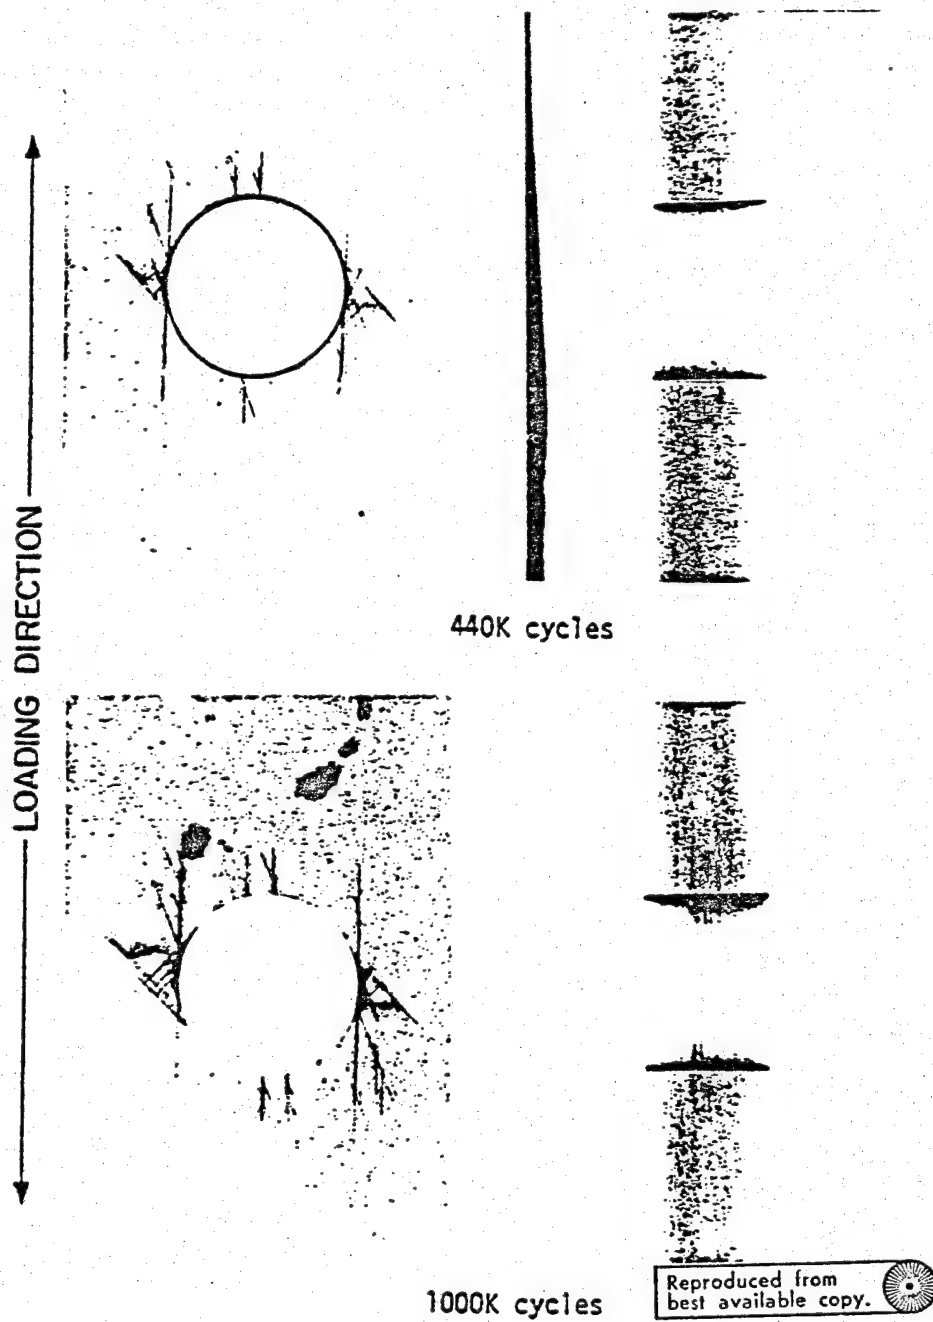 LOADING DIRECTION
440K cycles
1000K cycles
Reproduced from
best available copy.